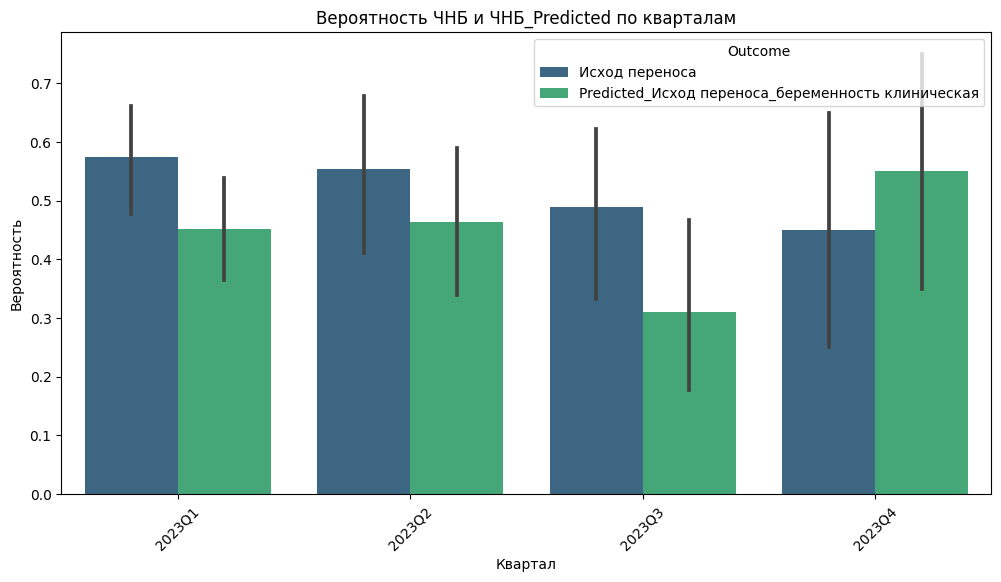 Вероятность ЧНБ и ЧНБ_Predicted по кварталам
Outcome
Исход переноса
Predicted_Исход переноса_беременность клиническая
Вероятность
0.7
0.6
0.5
0.4
0.3
0.2
0.1
0.0
2023Q1
2023Q2
2023Q3
2023Q4
Квартал